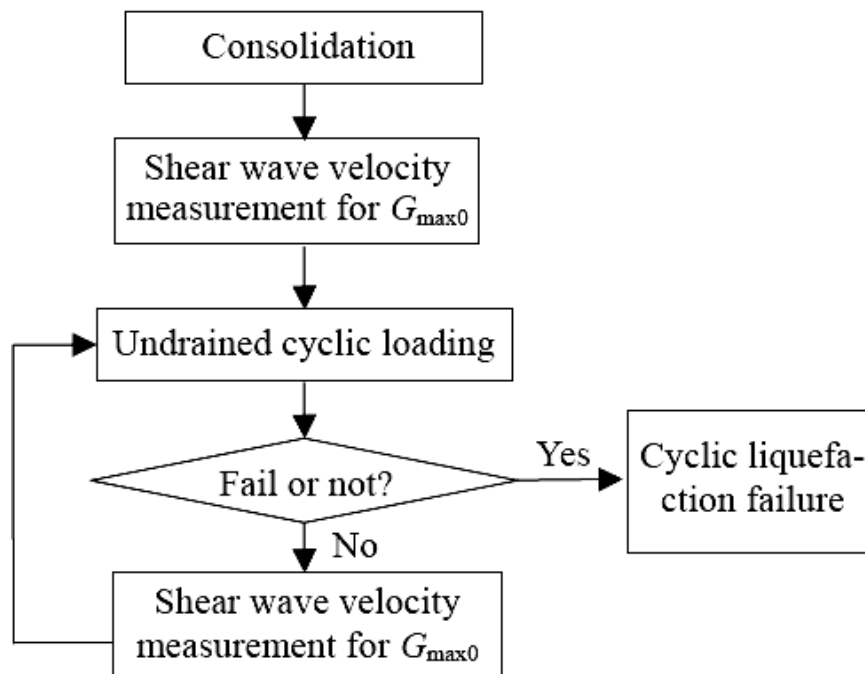 Consolidation
Shear wave velocity
measurement for Gmax0
Undrained cyclic loading
Fail or not?
Yes
Cyclic liquefa-
ction failure
No
Shear wave velocity
measurement for Gmax0